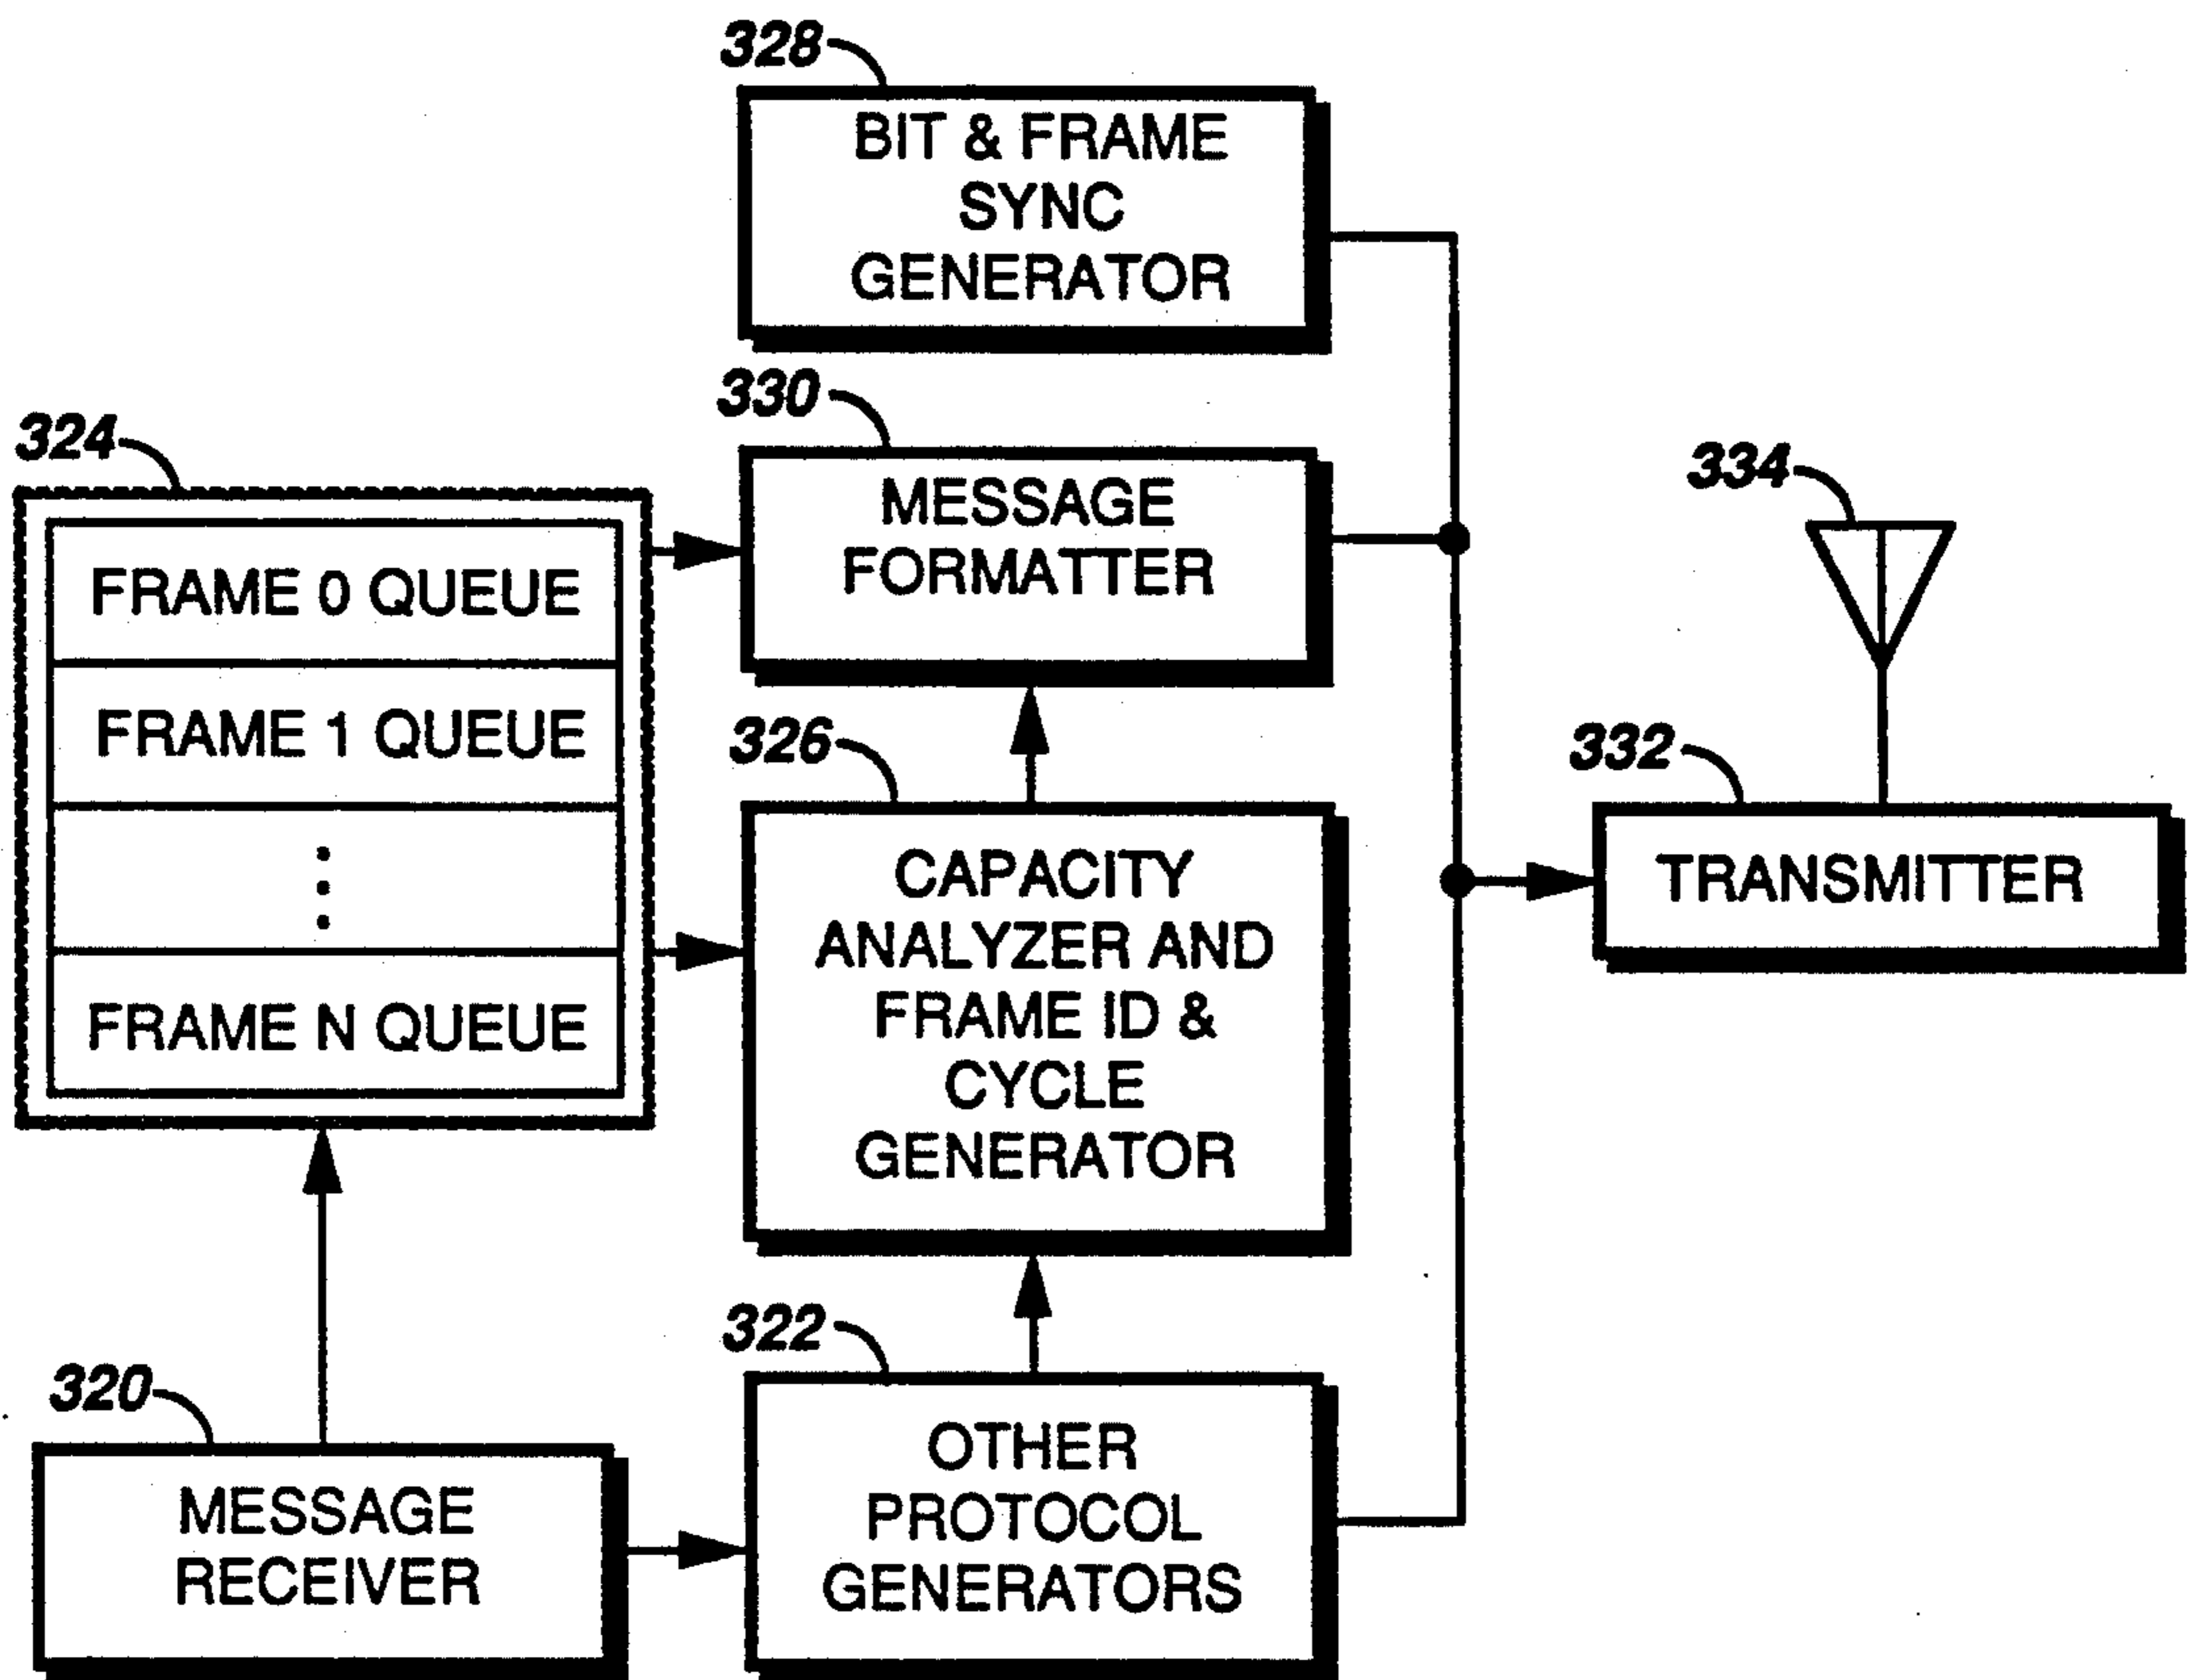 328
BIT & FRAME
SYNC
GENERATOR
330
MESSAGE
FORMATTER
324
FRAME 0 QUEUE
FRAME 1 QUEUE
FRAME N QUEUE
334
326
CAPACITY
ANALYZER AND
FRAME ID &
CYCLE
GENERATOR
332
TRANSMITTER
320
MESSAGE
RECEIVER
322
OTHER
PROTOCOL
GENERATORS